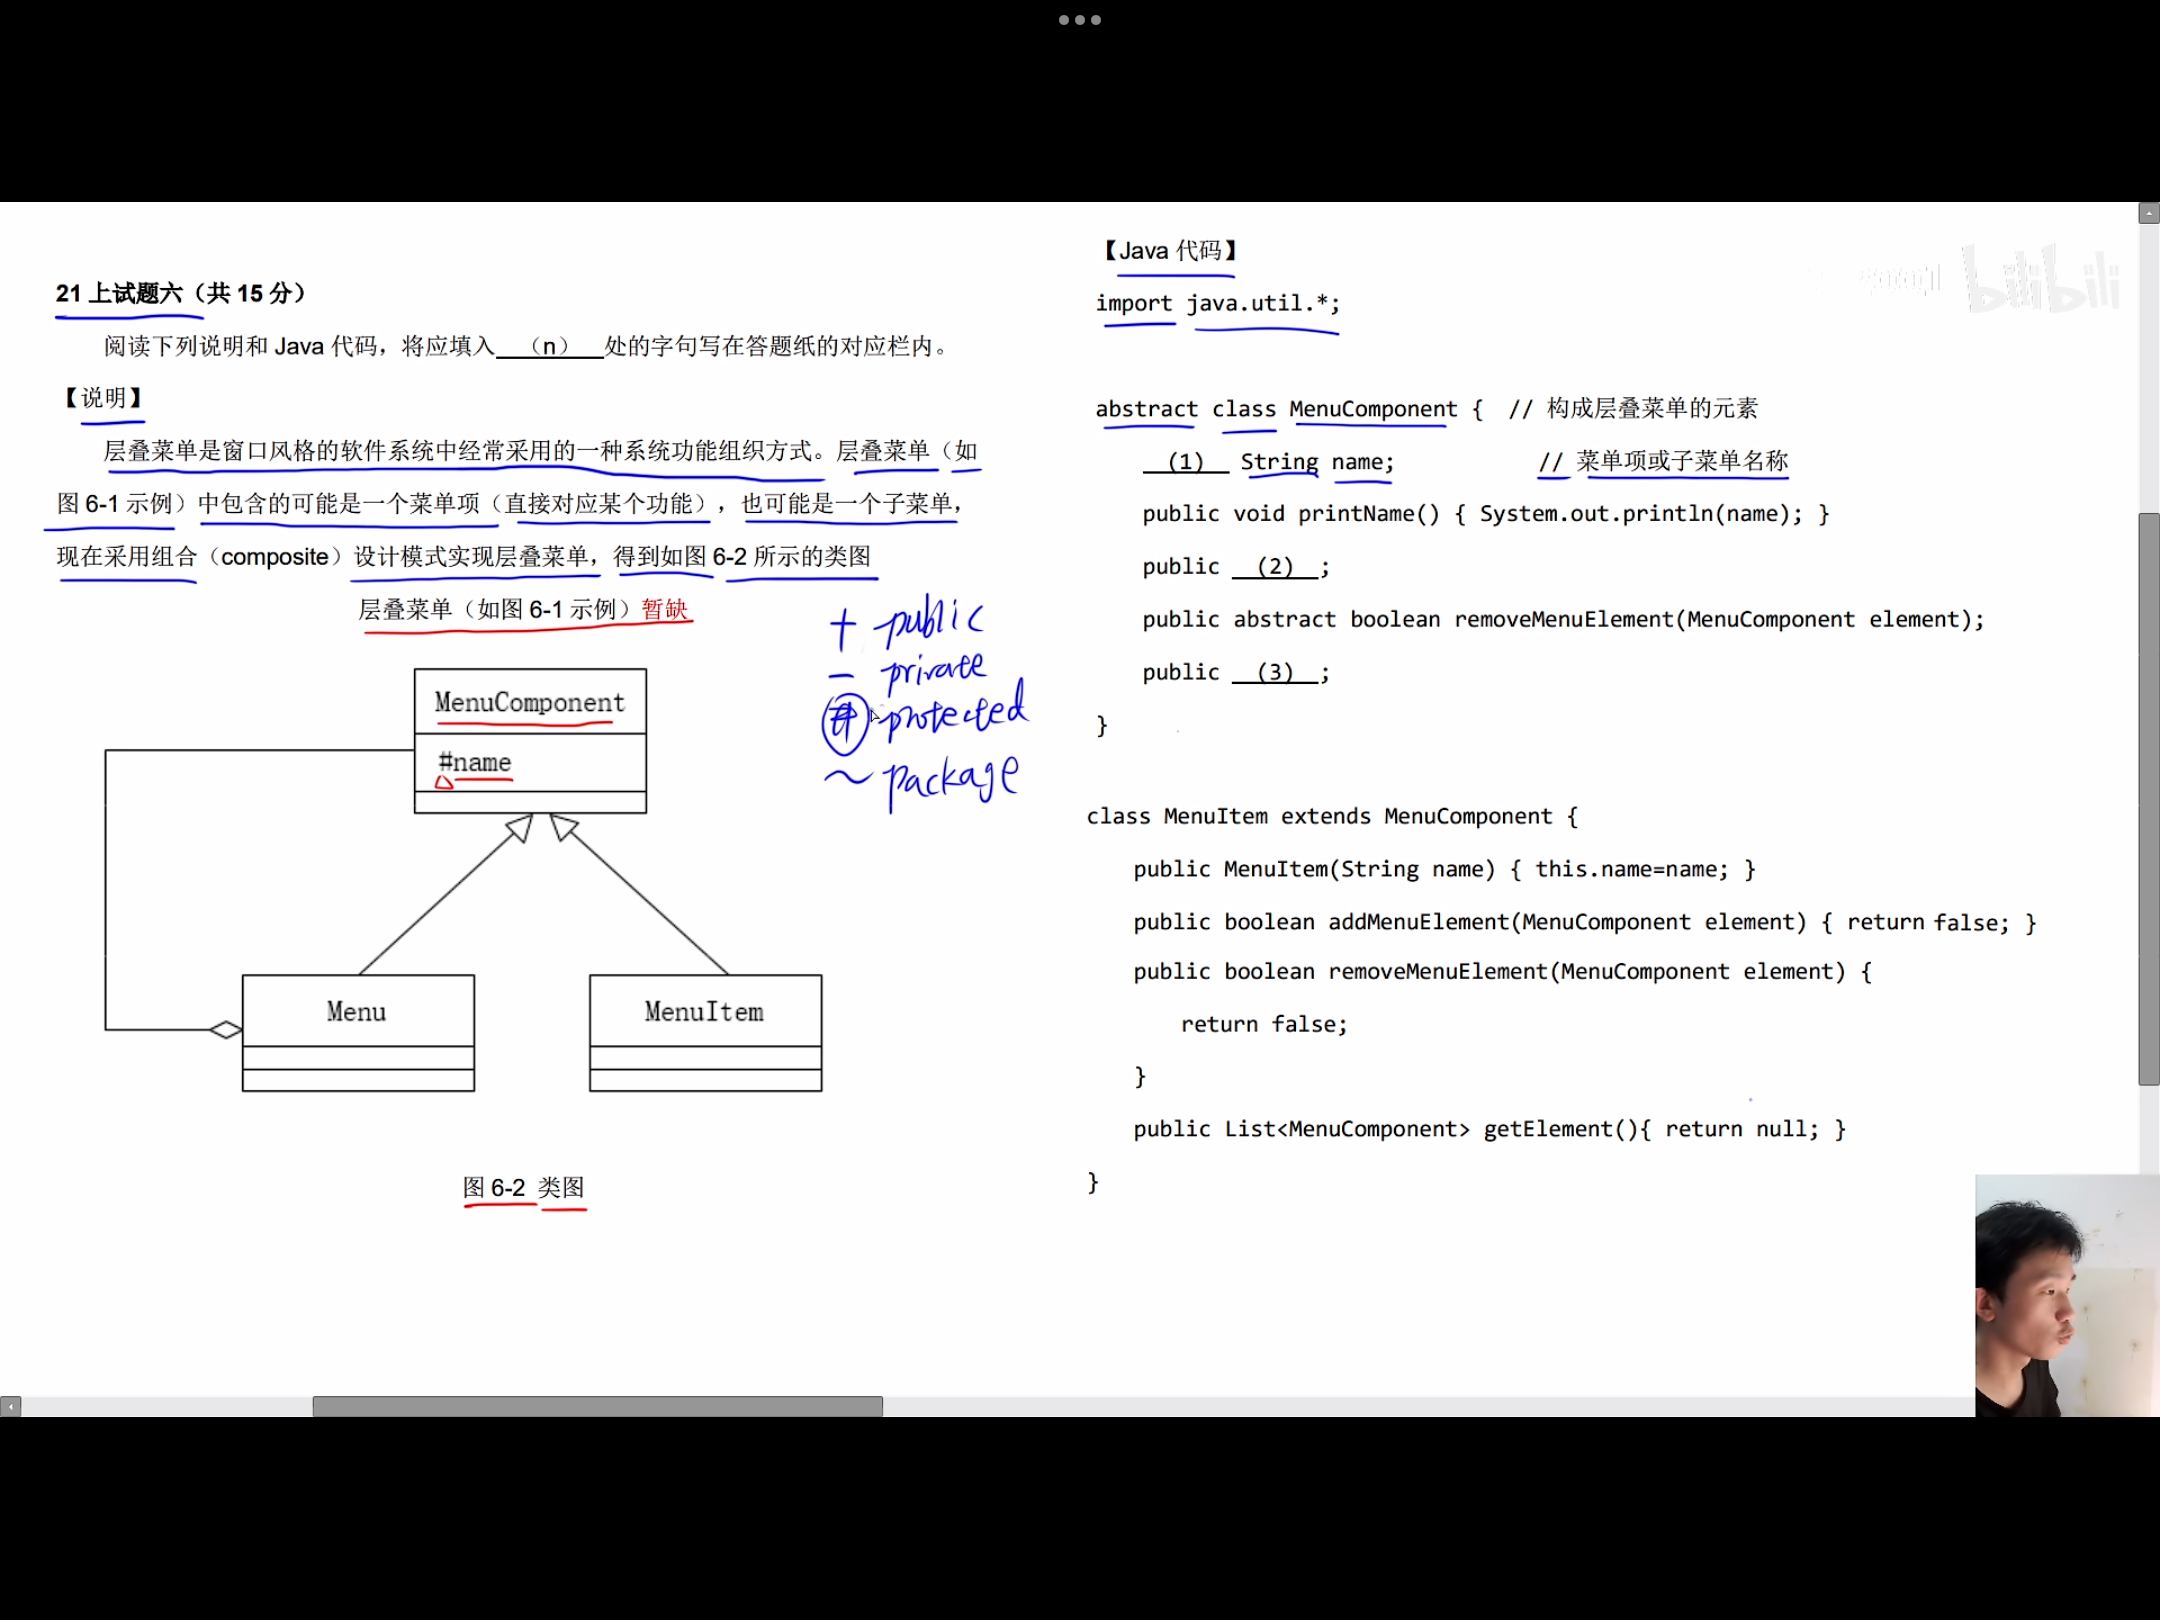 21 上试题六（共 15 分）
阅读下列说明和 Java 代码，将应填入 （n） 处的字句写在答题纸的对应栏内。
【说明】
层叠菜单是窗口风格的软件系统中经常采用的一种系统功能组织方式。层叠菜单（如
图 6-1 示例）中包含的可能是一个菜单项（直接对应某个功能），也可能是一个子菜单，
现在采用组合（composite）设计模式实现层叠菜单，得到如图 6-2 所示的类图
层叠菜单（如图 6-1 示例）暂缺
+ public
- private
# protected
~ package
MenuComponent
#name
Menu
MenuItem
图 6-2 类图
【Java 代码】
import java.util.*;
abstract class MenuComponent { // 构成层叠菜单的元素
(1) String name; // 菜单项或子菜单名称
public void printName() { System.out.println(name); }
public (2) ;
public abstract boolean removeMenuElement(MenuComponent element);
public (3) ;
}
class MenuItem extends MenuComponent {
public MenuItem(String name) { this.name=name; }
public boolean addMenuElement(MenuComponent element) { return false; }
public boolean removeMenuElement(MenuComponent element) {
return false;
}
public List<MenuComponent> getElement(){ return null; }
}
bilibili